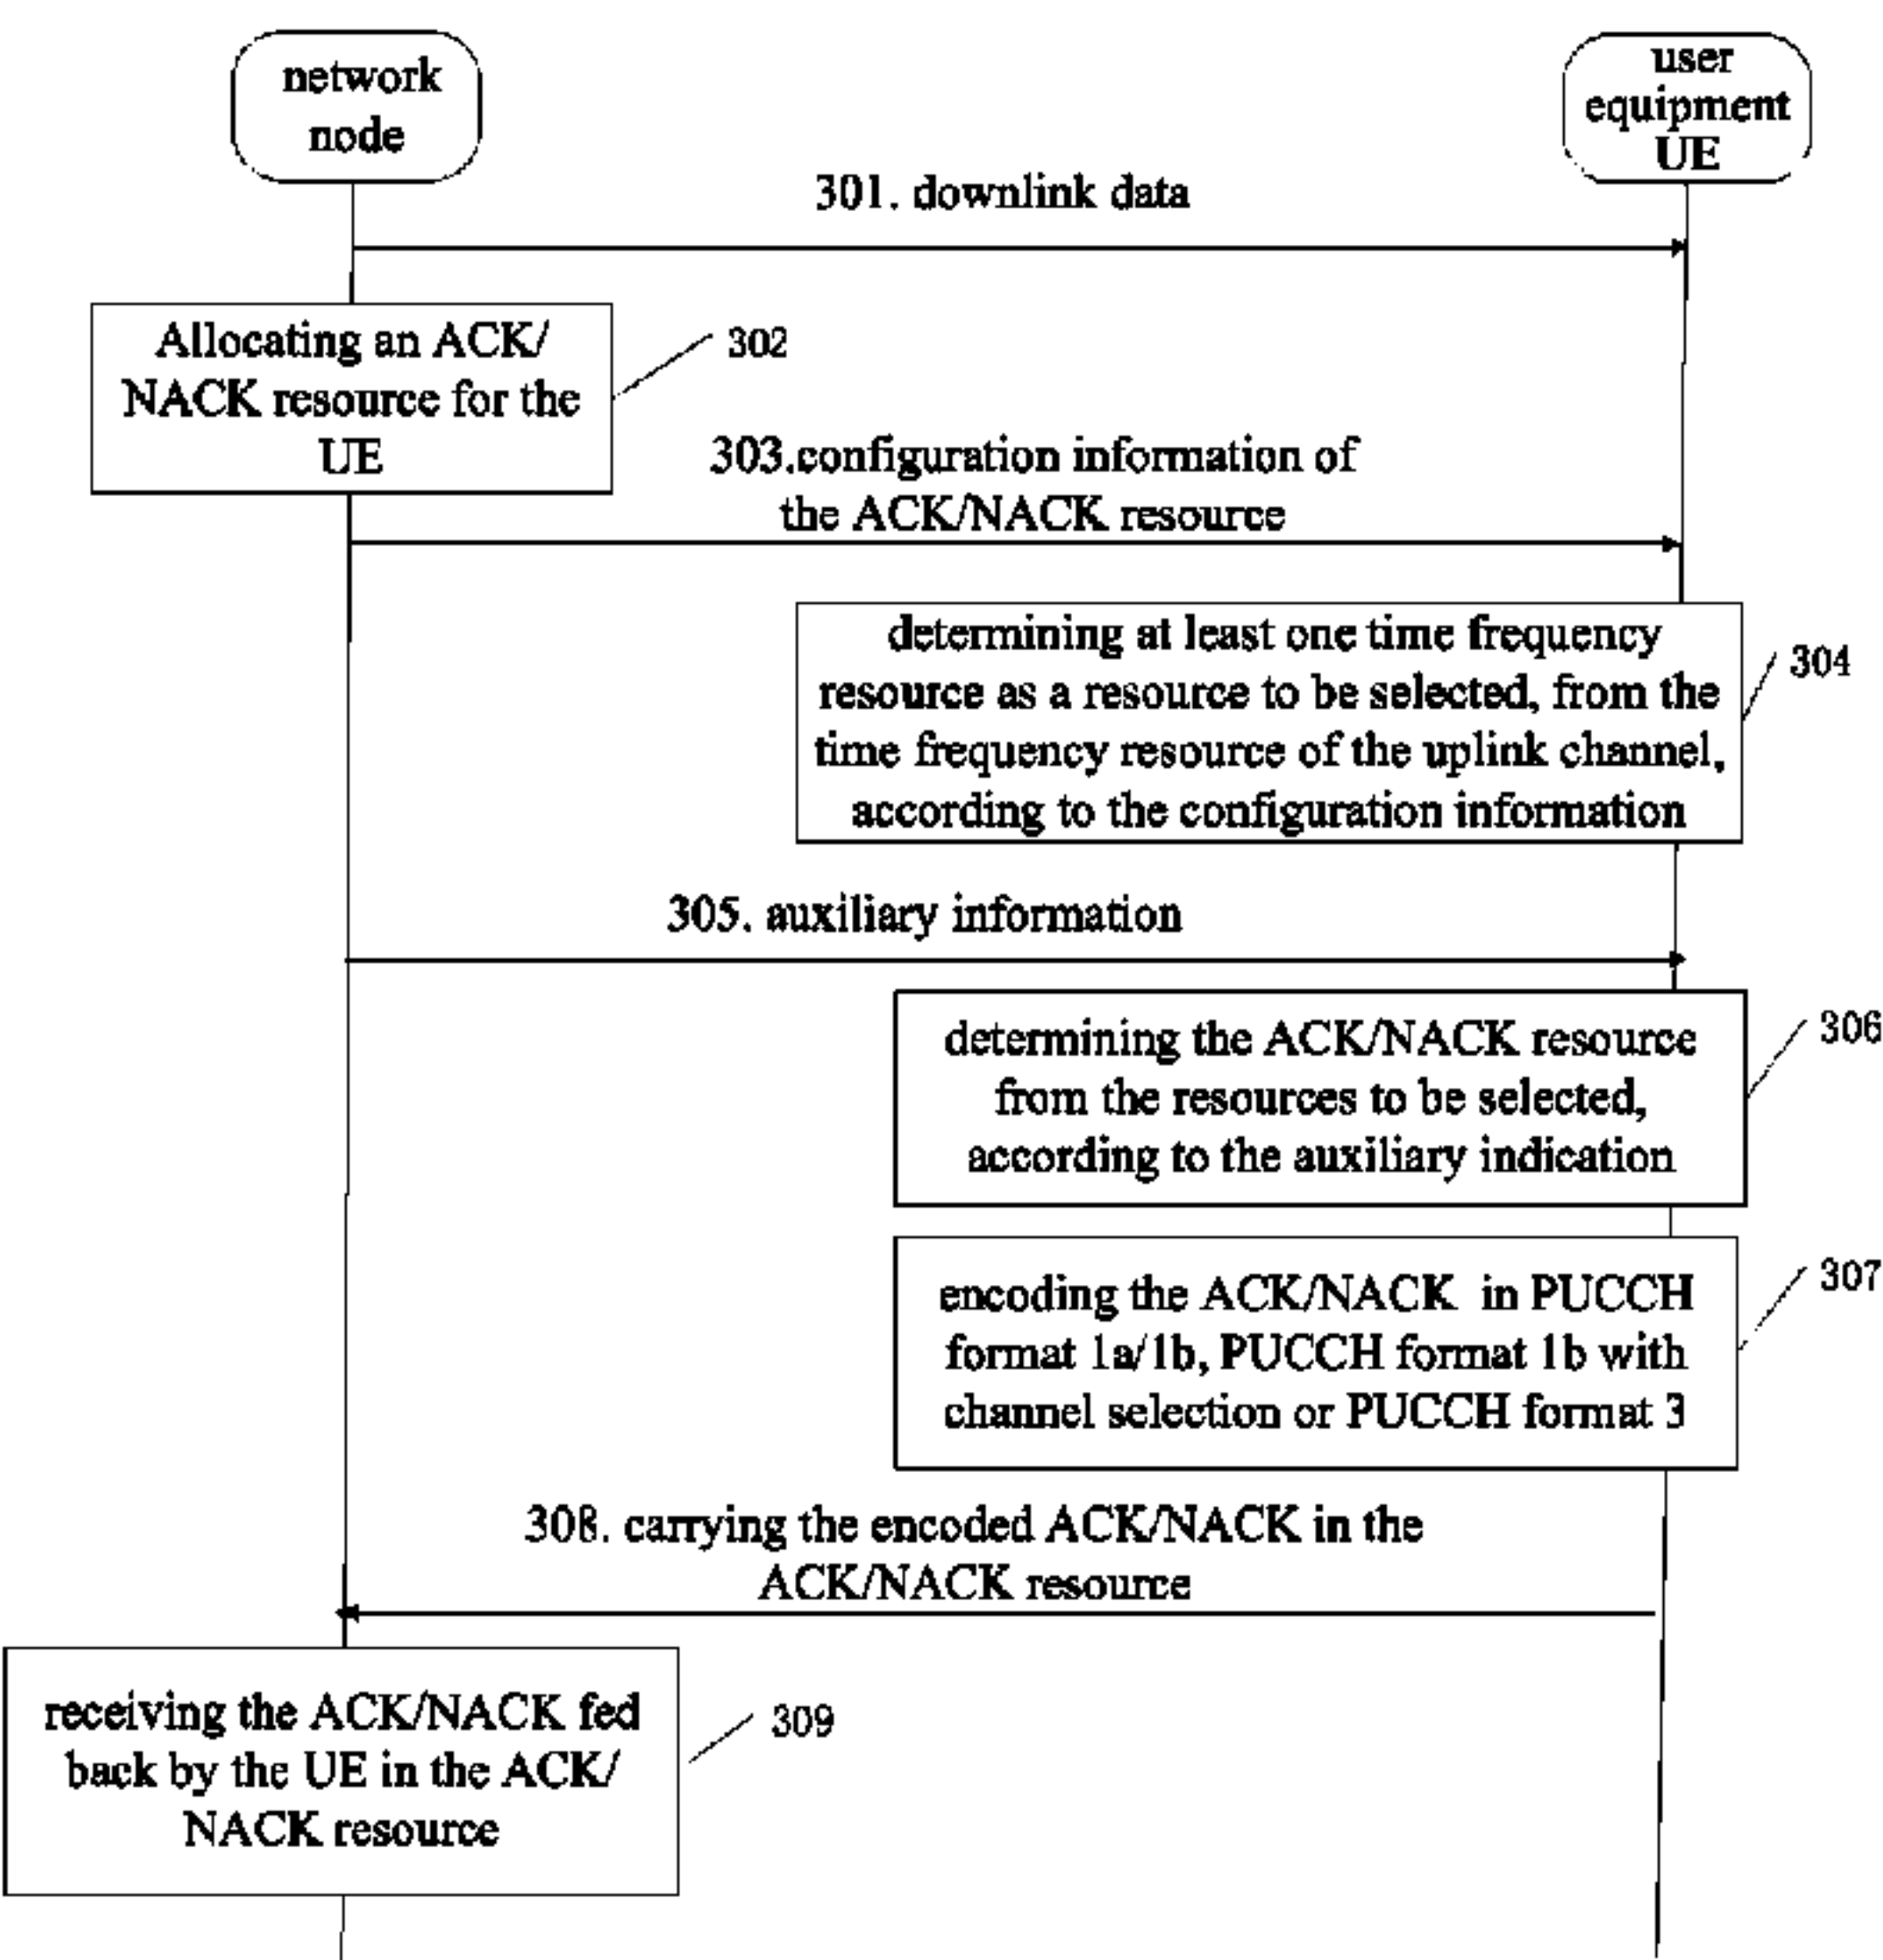 network
node
user
equipment
UE
301. downlink data
Allocating an ACK/
NACK resource for the
UE
302
303.configuration information of
the ACK/NACK resource
determining at least one time frequency
resource as a resource to be selected, from the
time frequency resource of the uplink channel,
according to the configuration information
304
305. auxiliary information
determining the ACK/NACK resource
from the resources to be selected,
according to the auxiliary indication
306
encoding the ACK/NACK in PUCCH
format 1a/1b, PUCCH format 1b with
channel selection or PUCCH format 3
307
308. carrying the encoded ACK/NACK in the
ACK/NACK resource
receiving the ACK/NACK fed
back by the UE in the ACK/
NACK resource
309